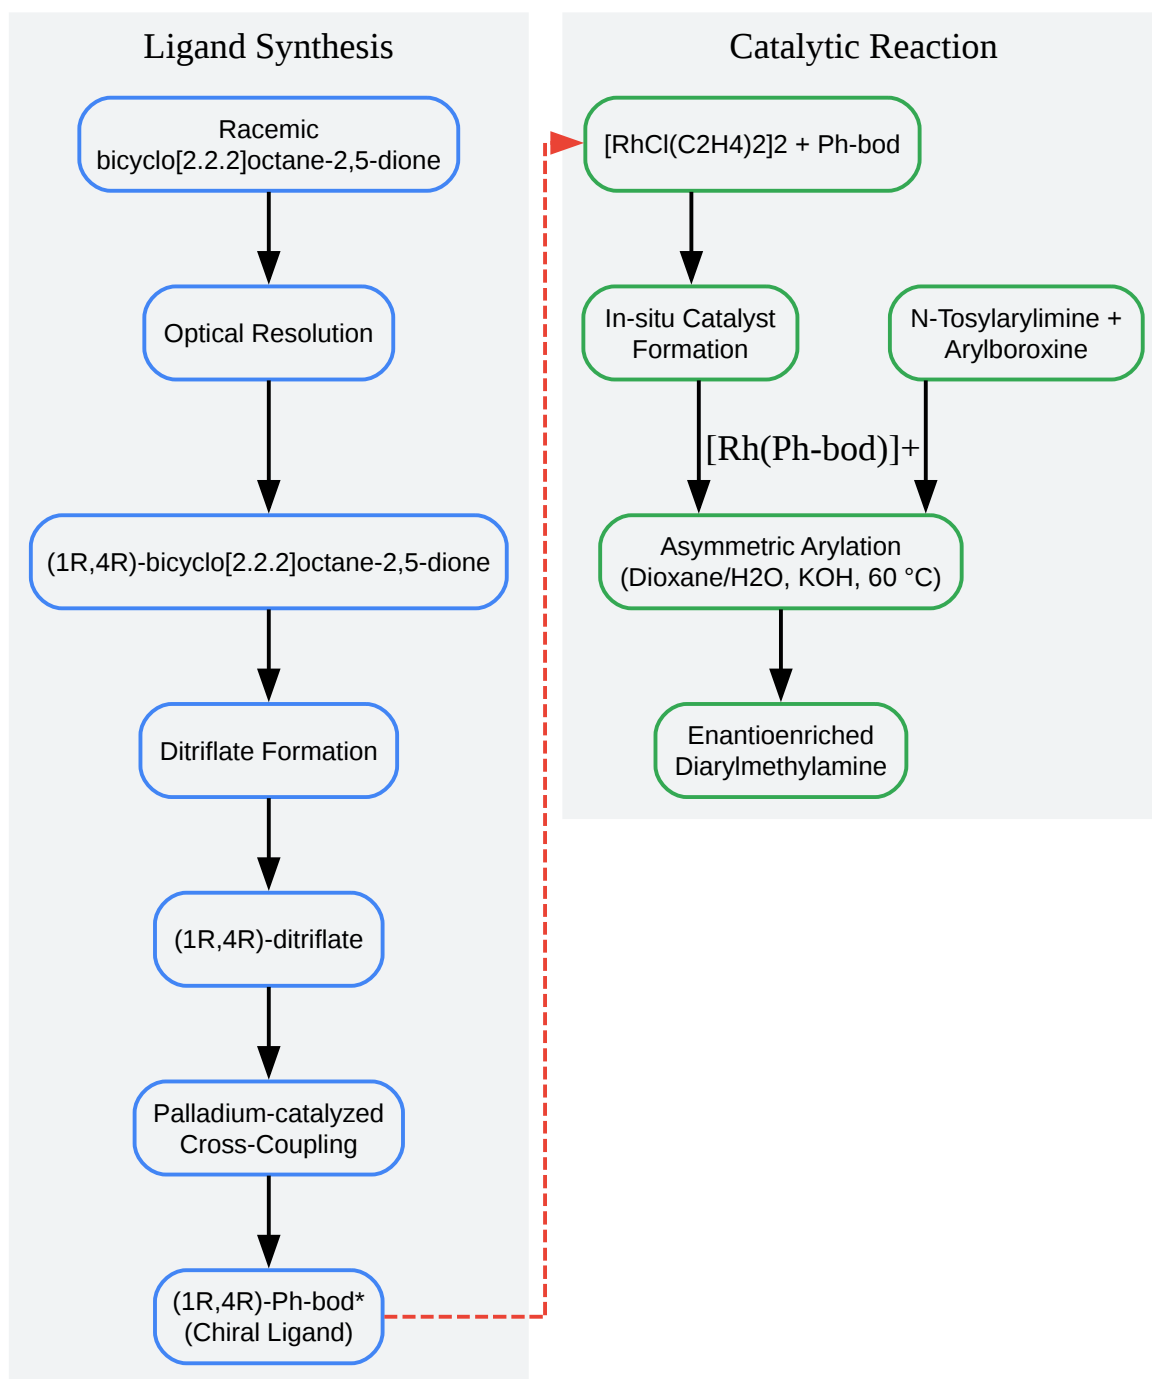 Ligand Synthesis
Racemic
bicyclo[2.2.2]octane-2,5-dione
Optical Resolution
(1R,4R)-bicyclo[2.2.2]octane-2,5-dione
Ditriflate Formation
(1R,4R)-ditriflate
Palladium-catalyzed
Cross-Coupling
(1R,4R)-Ph-bod*
(Chiral Ligand)
Catalytic Reaction
[RhCl(C2H4)2]2 + Ph-bod
In-situ Catalyst
Formation
N-Tosylarylimine +
Arylboroxine
[Rh(Ph-bod)]+
Asymmetric Arylation
(Dioxane/H2O, KOH, 60 °C)
Enantioenriched
Diarylmethylamine